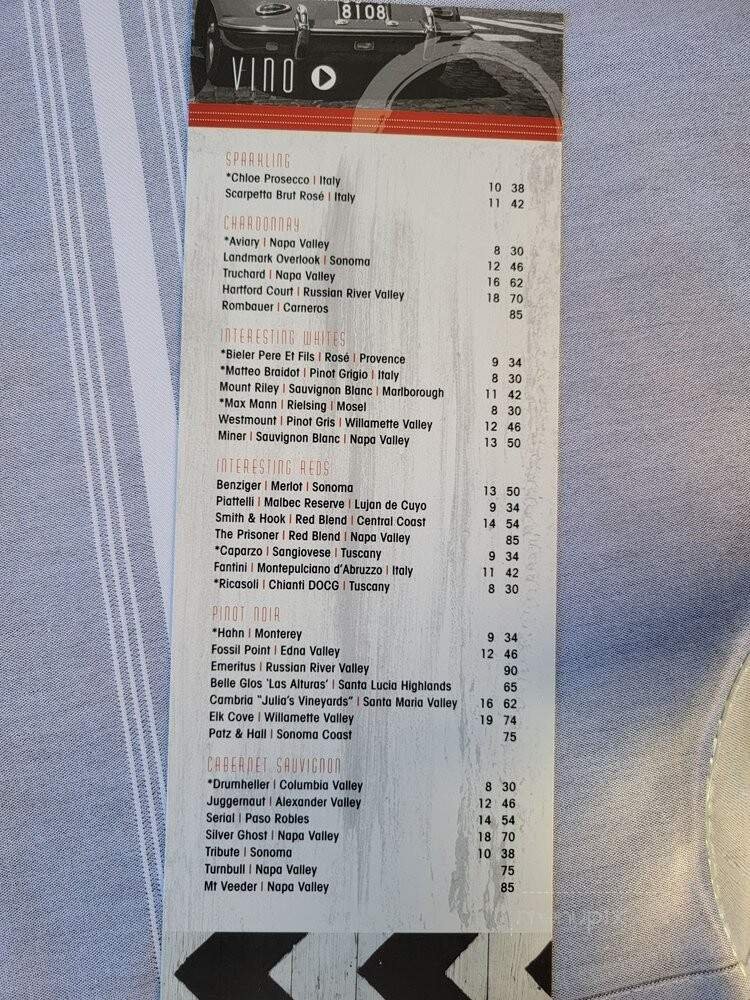 8108
VINO
SPARKLING
*Chloe Prosecco | Italy 10 38
Scarpetta Brut Rosé | Italy 11 42
CHARDONNAY
*Aviary | Napa Valley 8 30
Landmark Overlook | Sonoma 12 46
Truchard | Napa Valley 16 62
Hartford Court | Russian River Valley 18 70
Rombauer | Carneros 85
INTERESTING WHITES
*Bieler Pere Et Fils | Rosé | Provence 9 34
*Matteo Braidot | Pinot Grigio | Italy 8 30
Mount Riley | Sauvignon Blanc | Marlborough 11 42
*Max Mann | Rielsing | Mosel 8 30
Westmount | Pinot Gris | Willamette Valley 12 46
Miner | Sauvignon Blanc | Napa Valley 13 50
INTERESTING REDS
Benziger | Merlot | Sonoma 13 50
Piattelli | Malbec Reserve | Lujan de Cuyo 9 34
Smith & Hook | Red Blend | Central Coast 14 54
The Prisoner | Red Blend | Napa Valley 85
*Caparzo | Sangiovese | Tuscany 9 34
Fantini | Montepulciano d'Abruzzo | Italy 11 42
*Ricasoli | Chianti DOCG | Tuscany 8 30
PINOT NOIR
*Hahn | Monterey 9 34
Fossil Point | Edna Valley 12 46
Emeritus | Russian River Valley 90
Belle Glos 'Las Alturas' | Santa Lucia Highlands 65
Cambria "Julia's Vineyards" | Santa Maria Valley 16 62
Elk Cove | Willamette Valley 19 74
Patz & Hall | Sonoma Coast 75
CABERNET SAUVIGNON
*Drumheller | Columbia Valley 8 30
Juggernaut | Alexander Valley 12 46
Serial | Paso Robles 14 54
Silver Ghost | Napa Valley 18 70
Tribute | Sonoma 10 38
Turnbull | Napa Valley 75
Mt Veeder | Napa Valley 85